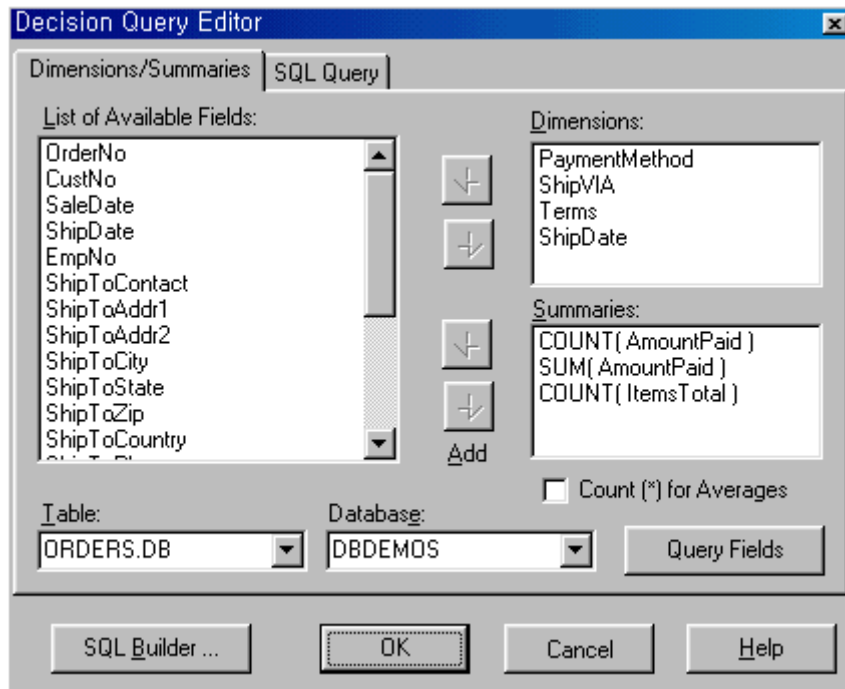 Decision Query Editor
Dimensions/Summaries
SQL Query
List of Available Fields:
OrderNo
CustNo
SaleDate
ShipDate
EmpNo
ShipToContact
ShipToAddr1
ShipToAddr2
ShipToCity
ShipToState
ShipToZip
ShipToCountry
Add
Dimensions:
PaymentMethod
ShipVIA
Terms
ShipDate
Summaries:
COUNT( AmountPaid )
SUM( AmountPaid )
COUNT( ItemsTotal )
Count (*) for Averages
Table:
ORDERS.DB
Database:
DBDEMOS
Query Fields
SQL Builder ...
OK
Cancel
Help